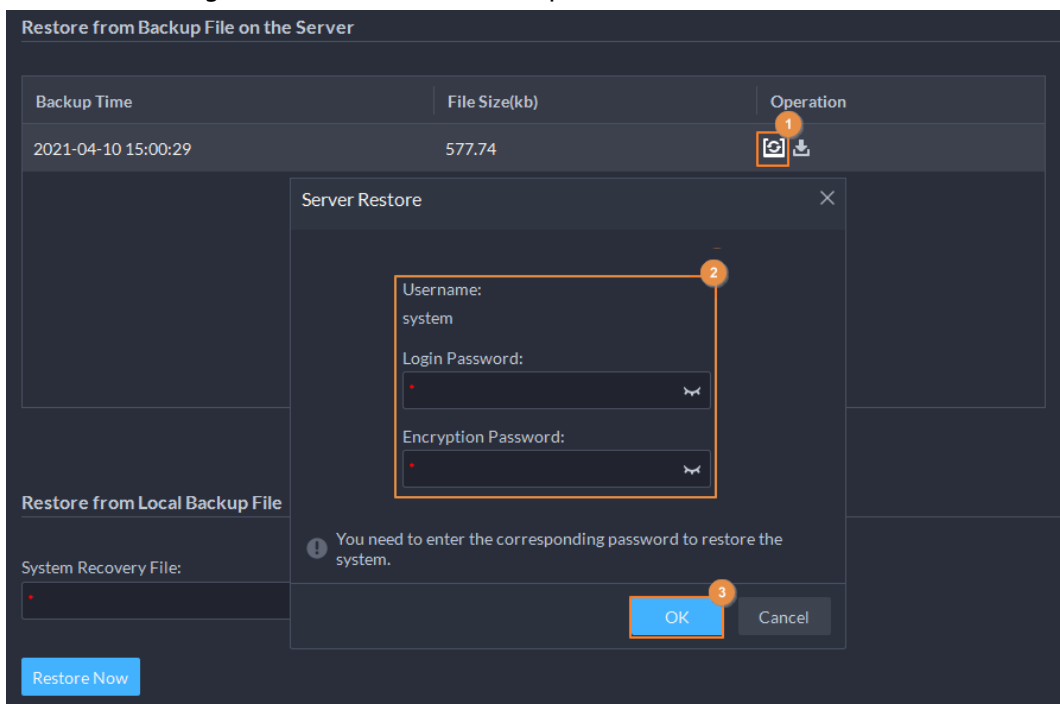 Restore from Backup File on the Server
Backup Time File Size(kb) Operation
1
2021-04-10 15:00:29 577.74
Server Restore
2
Username:
system
Login Password:
*
Encryption Password:
*
Restore from Local Backup File
You need to enter the corresponding password to restore the
system.
System Recovery File:
*
3
OK Cancel
Restore Now